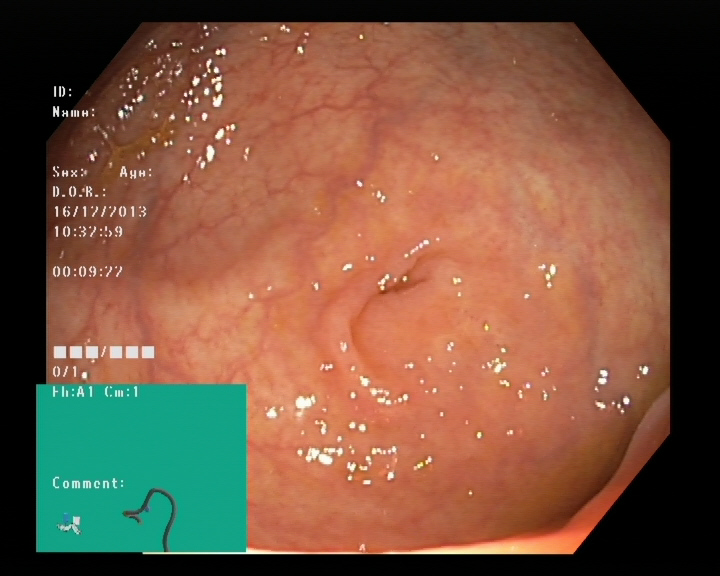 ID:
Name:
Sex: Age:
D.O.B.:
16/12/2013
10:32:59
00:09:22
■■■/■■■
0/1
Eh:A1 Cm:1
Comment: